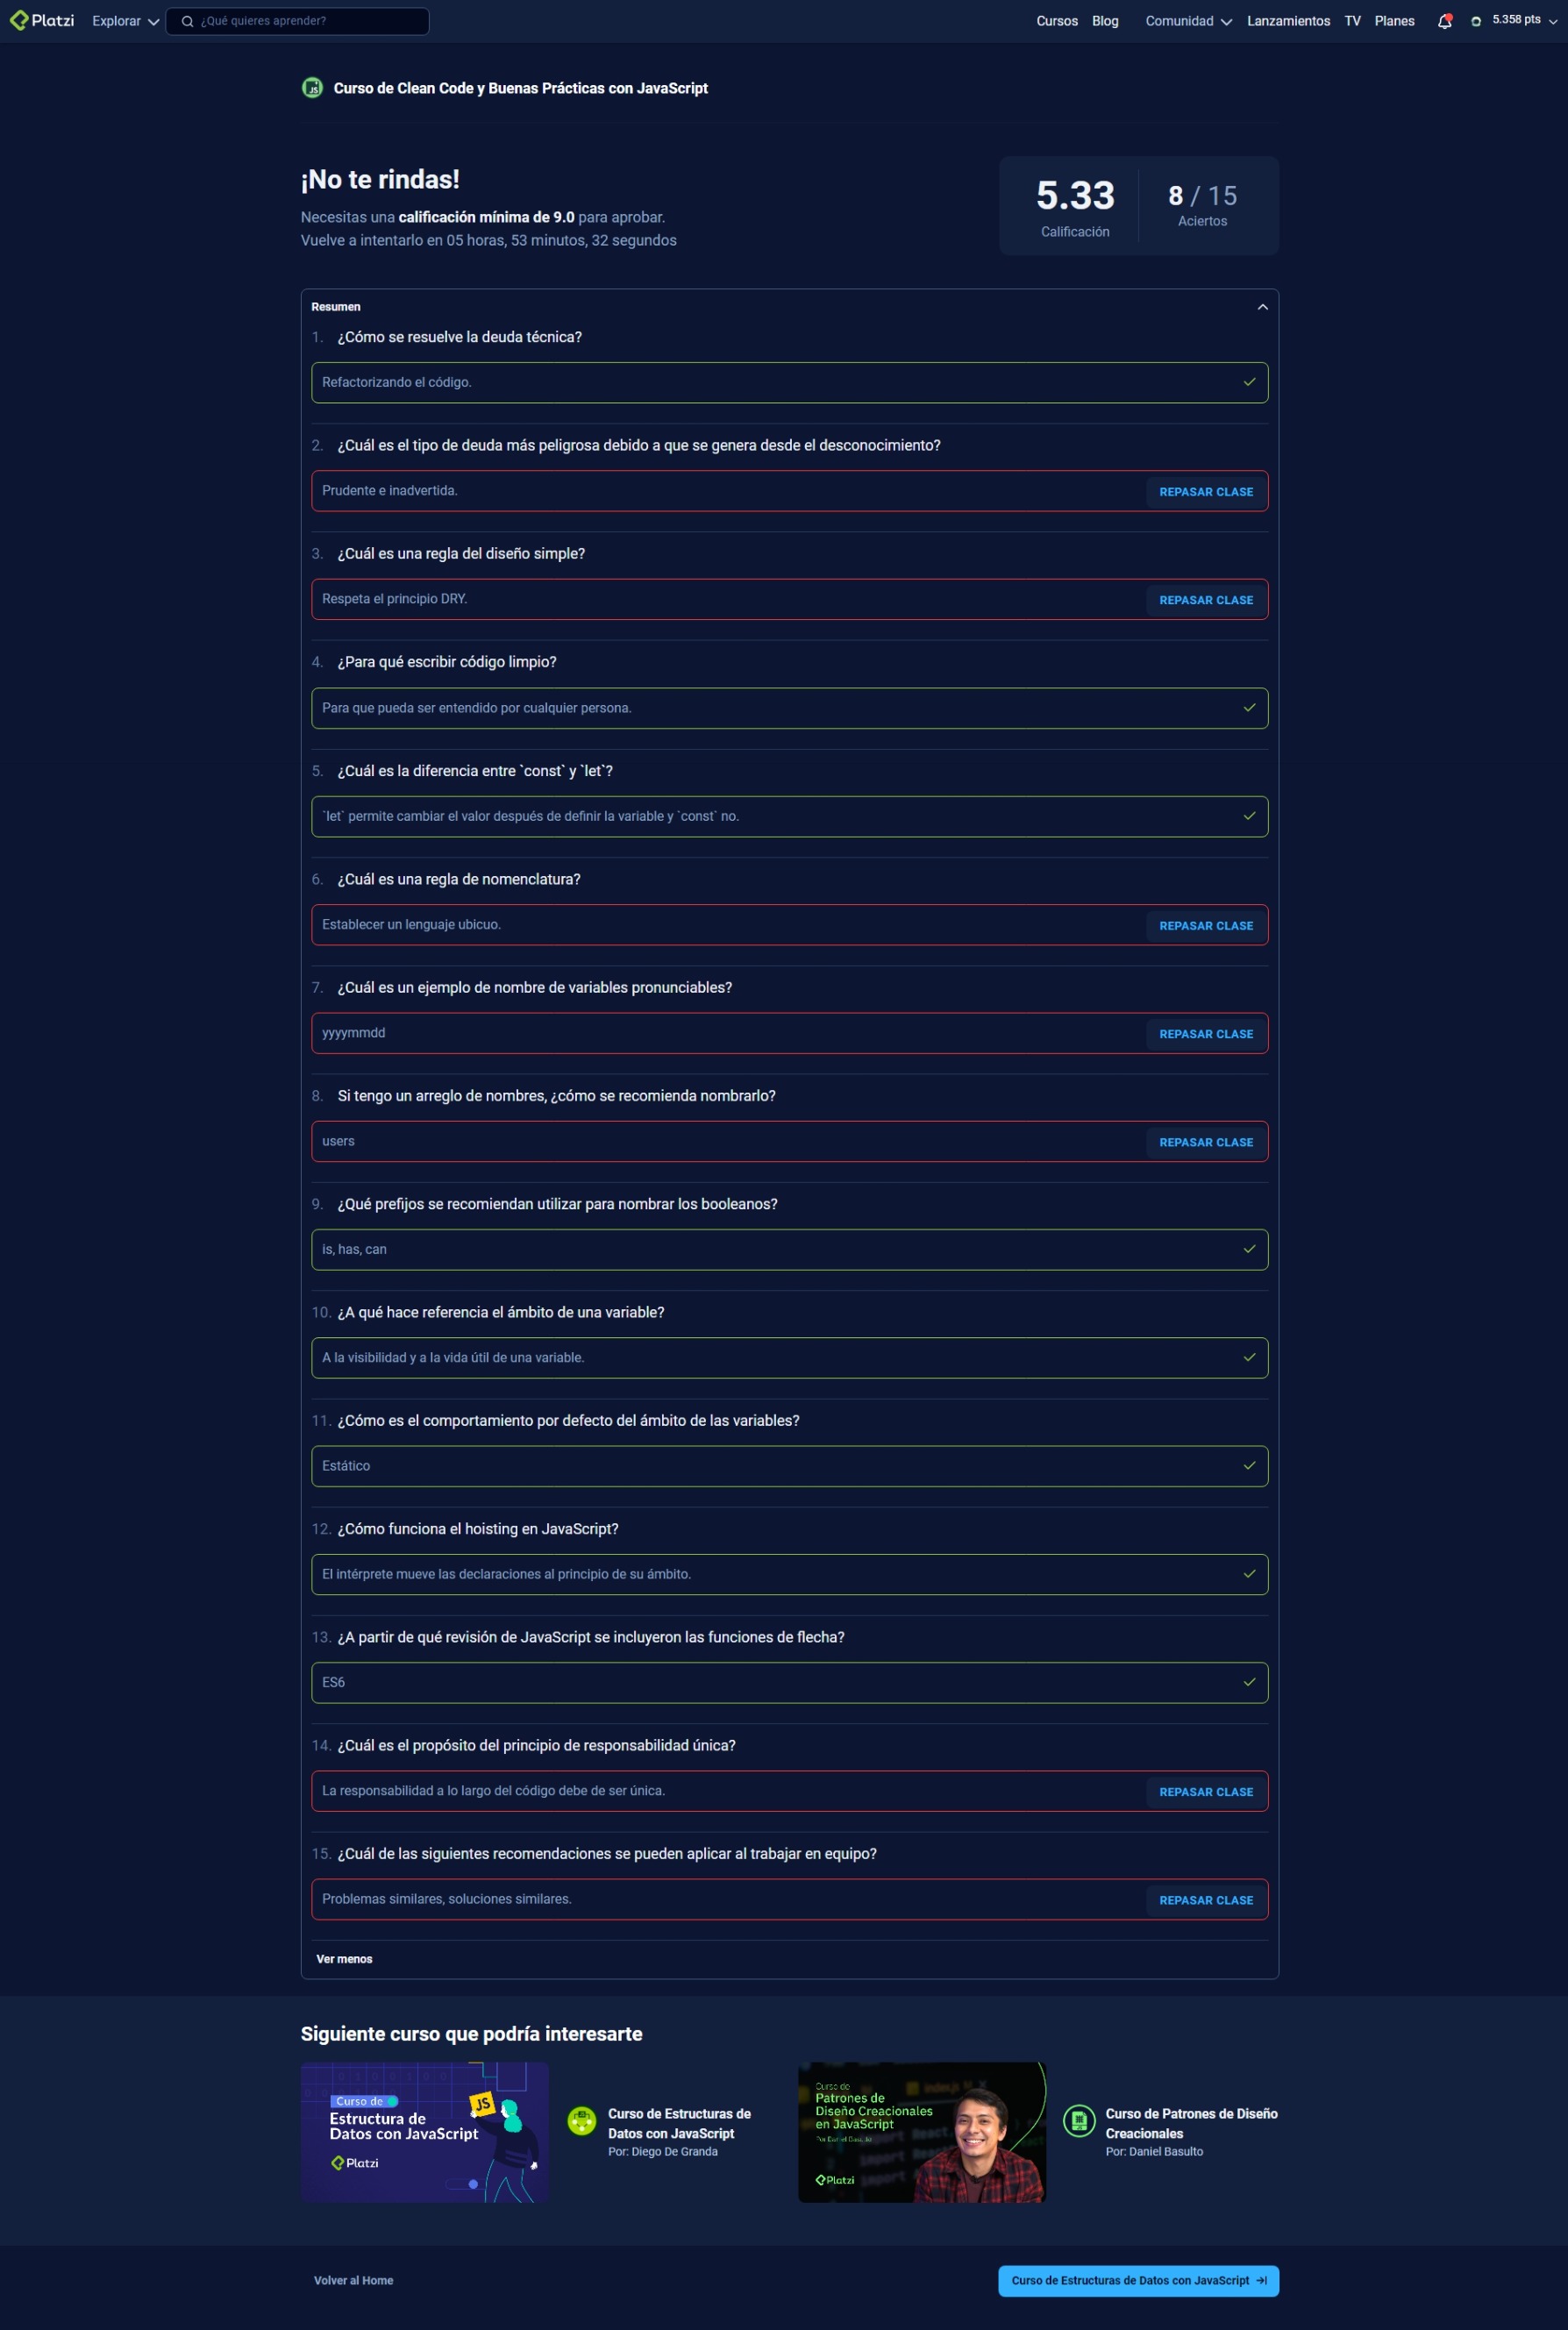 Platzi
Explorar
¿Qué quieres aprender?
Cursos
Blog
Comunidad
Lanzamientos
TV
Planes
5.358 pts
Curso de Clean Code y Buenas Prácticas con JavaScript
¡No te rindas!
Necesitas una calificación mínima de 9.0 para aprobar.
Vuelve a intentarlo en 05 horas, 53 minutos, 32 segundos
5.33
Calificación
8 / 15
Aciertos
Resumen
1. ¿Cómo se resuelve la deuda técnica?
Refactorizando el código.
2. ¿Cuál es el tipo de deuda más peligrosa debido a que se genera desde el desconocimiento?
Prudente e inadvertida.
REPASAR CLASE
3. ¿Cuál es una regla del diseño simple?
Respeta el principio DRY.
REPASAR CLASE
4. ¿Para qué escribir código limpio?
Para que pueda ser entendido por cualquier persona.
5. ¿Cuál es la diferencia entre `const` y `let`?
`let` permite cambiar el valor después de definir la variable y `const` no.
6. ¿Cuál es una regla de nomenclatura?
Establecer un lenguaje ubicuo.
REPASAR CLASE
7. ¿Cuál es un ejemplo de nombre de variables pronunciables?
yyyymmdd
REPASAR CLASE
8. Si tengo un arreglo de nombres, ¿cómo se recomienda nombrarlo?
users
REPASAR CLASE
9. ¿Qué prefijos se recomiendan utilizar para nombrar los booleanos?
is, has, can
10. ¿A qué hace referencia el ámbito de una variable?
A la visibilidad y a la vida útil de una variable.
11. ¿Cómo es el comportamiento por defecto del ámbito de las variables?
Estático
12. ¿Cómo funciona el hoisting en JavaScript?
El intérprete mueve las declaraciones al principio de su ámbito.
13. ¿A partir de qué revisión de JavaScript se incluyeron las funciones de flecha?
ES6
14. ¿Cuál es el propósito del principio de responsabilidad única?
La responsabilidad a lo largo del código debe de ser única.
REPASAR CLASE
15. ¿Cuál de las siguientes recomendaciones se pueden aplicar al trabajar en equipo?
Problemas similares, soluciones similares.
REPASAR CLASE
Ver menos
Siguiente curso que podría interesarte
Curso de
Estructura de
Datos con JavaScript
JS
Platzi
Curso de Estructuras de
Datos con JavaScript
Por: Diego De Granda
Curso de
Patrones de
Diseño Creacionales
en JavaScript
Platzi
Curso de Patrones de Diseño
Creacionales
Por: Daniel Basulto
Volver al Home
Curso de Estructuras de Datos con JavaScript